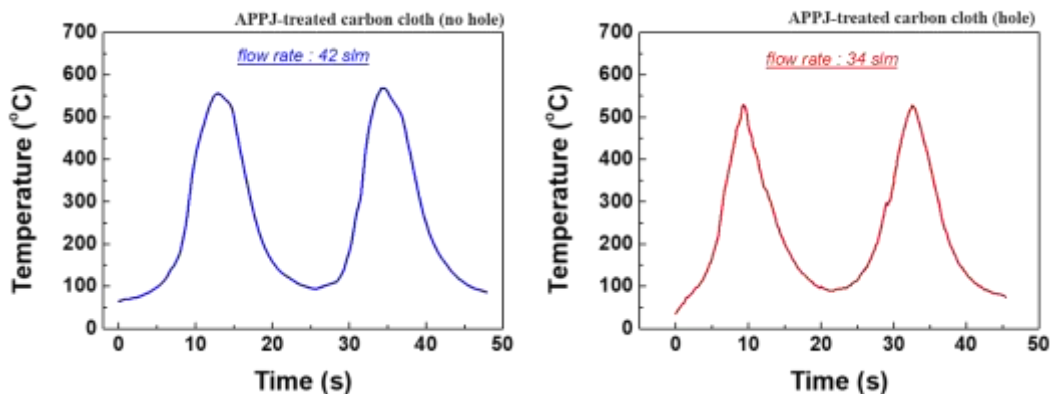 APPJ-treated carbon cloth (no hole)
flow rate : 42 slm
Temperature (°C)
700
600
500
400
300
200
100
0
0 10 20 30 40 50
Time (s)
APPJ-treated carbon cloth (hole)
flow rate : 34 slm
Temperature (°C)
700
600
500
400
300
200
100
0
0 10 20 30 40 50
Time (s)